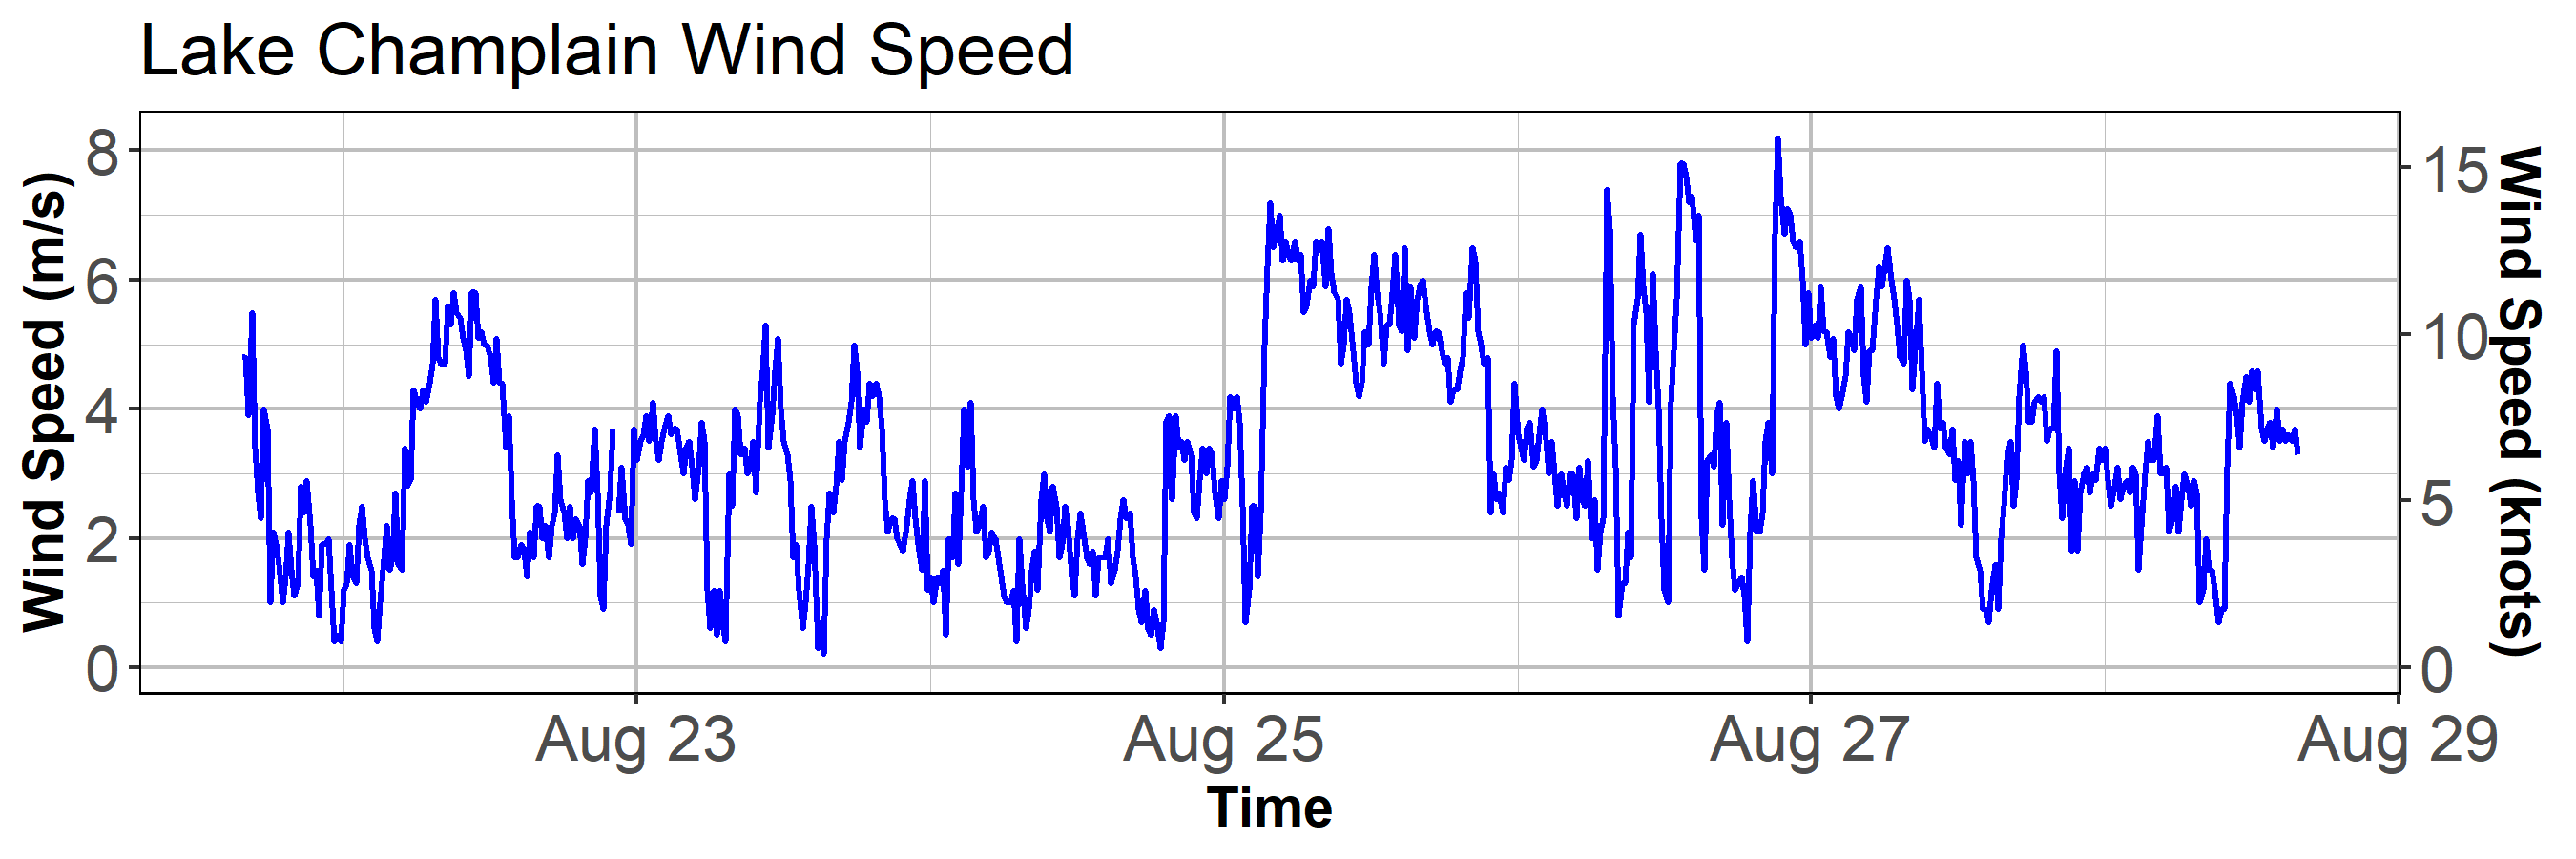 Lake Champlain Wind Speed
Wind Speed (m/s)
8
6
4
2
0
15
10
5
0
Wind Speed (knots)
Aug 23
Aug 25
Aug 27
Aug 29
Time